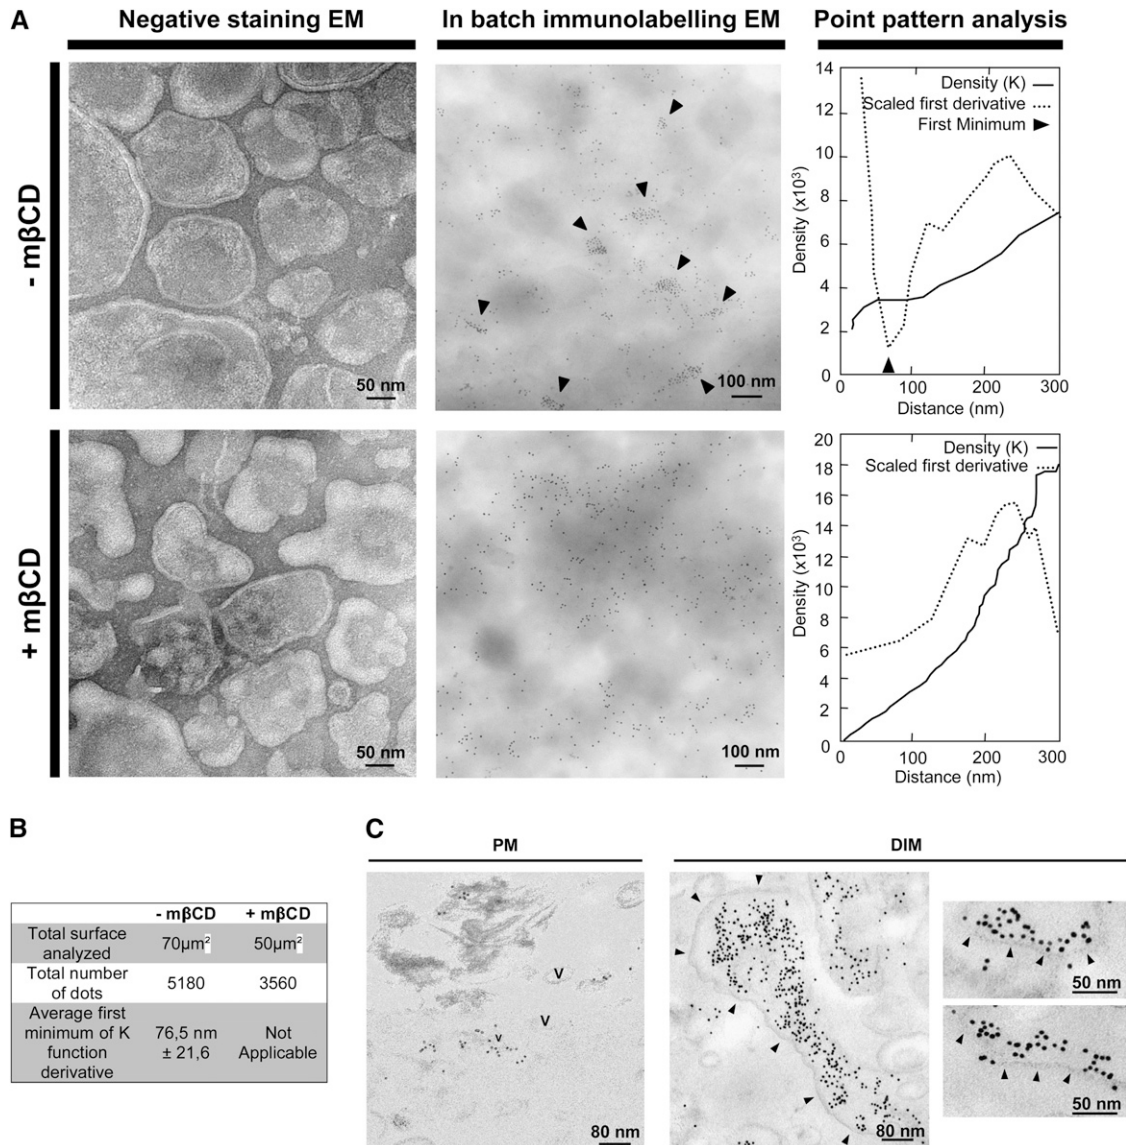 A
Negative staining EM
In batch immunolabelling EM
Point pattern analysis
- mβCD
50 nm
100 nm
Density (K)
Scaled first derivative
First Minimum
Density (x10³)
14
12
10
8
6
4
2
0
0 100 200 300
Distance (nm)
+ mβCD
50 nm
100 nm
Density (K)
Scaled first derivative
Density (x10³)
20
18
16
14
12
10
8
6
4
2
0
0 100 200 300
Distance (nm)
B
- mβCD + mβCD
Total surface
analyzed
70µm² 50µm²
Total number
of dots
5180 3560
Average first
minimum of K
function
derivative
76,5 nm
± 21,6
Not
Applicable
C
PM
DIM
V
V
v
80 nm
80 nm
50 nm
50 nm